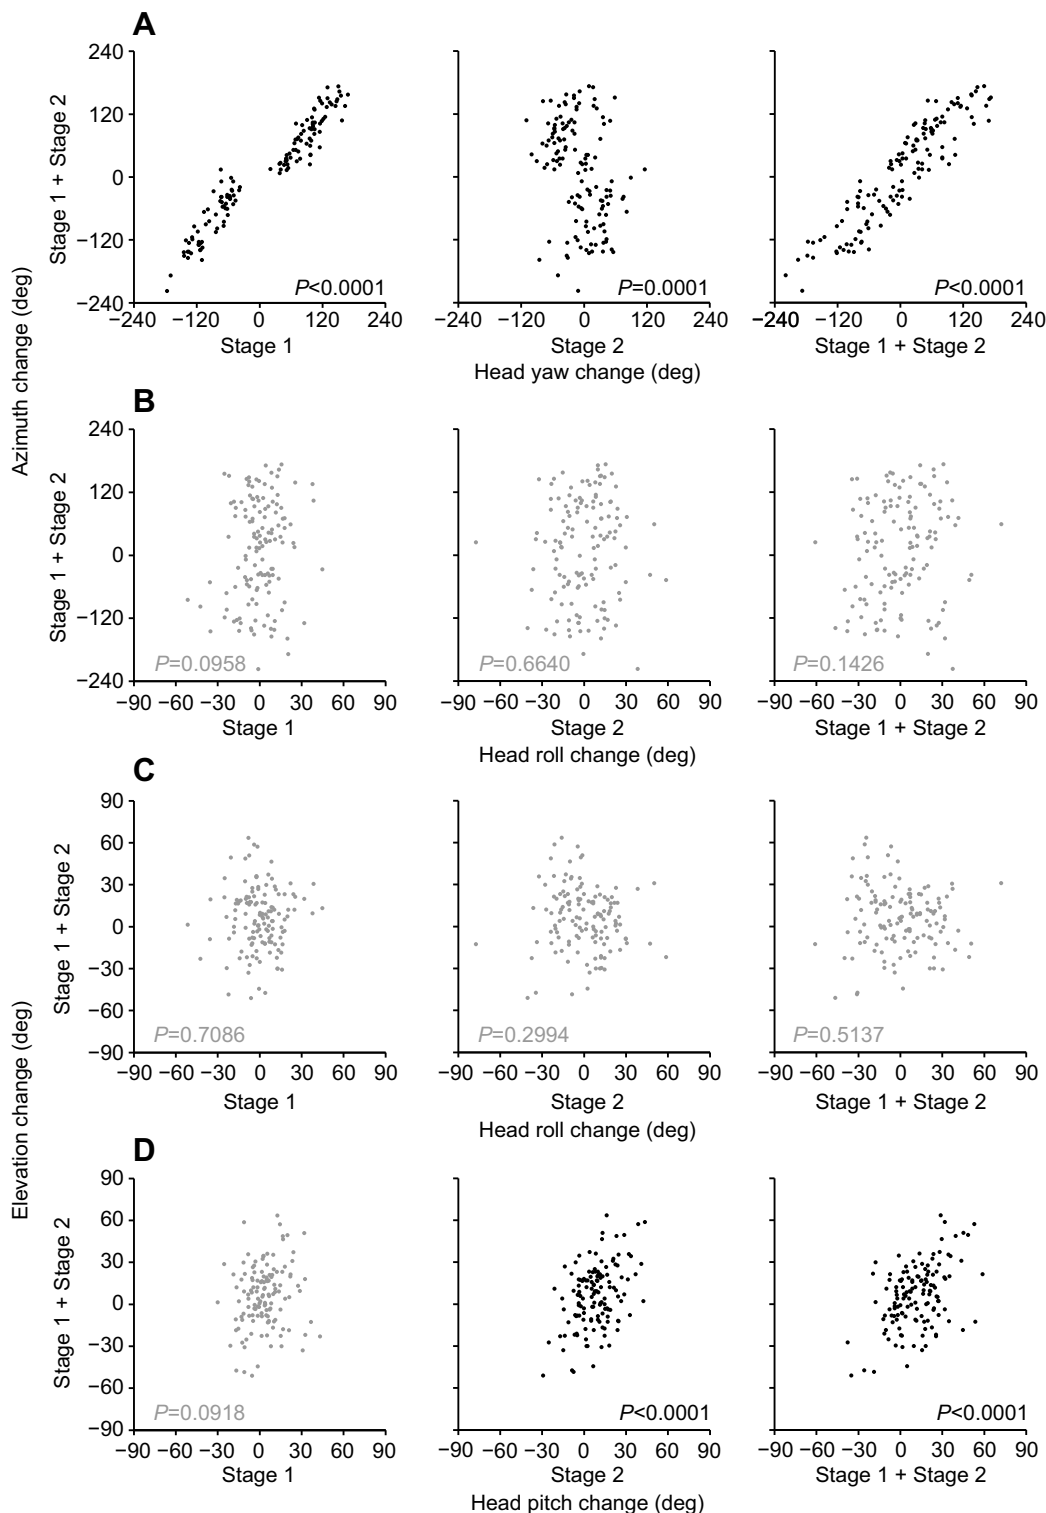 A
Azimuth change (deg)
Stage 1 + Stage 2
240
120
0
−120
−240
P<0.0001
P=0.0001
P<0.0001
−240 −120 0 120 240
−240 −120 0 120 240
−240 −120 0 120 240
Stage 1
Stage 2
Stage 1 + Stage 2
Head yaw change (deg)
B
Stage 1 + Stage 2
240
120
0
−120
−240
P=0.0958
P=0.6640
P=0.1426
−90 −60 −30 0 30 60 90
−90 −60 −30 0 30 60 90
−90 −60 −30 0 30 60 90
Stage 1
Stage 2
Stage 1 + Stage 2
Head roll change (deg)
C
Elevation change (deg)
Stage 1 + Stage 2
90
60
30
0
−30
−60
−90
P=0.7086
P=0.2994
P=0.5137
−90 −60 −30 0 30 60 90
−90 −60 −30 0 30 60 90
−90 −60 −30 0 30 60 90
Stage 1
Stage 2
Stage 1 + Stage 2
Head roll change (deg)
D
Stage 1 + Stage 2
90
60
30
0
−30
−60
−90
P=0.0918
P<0.0001
P<0.0001
−90 −60 −30 0 30 60 90
−90 −60 −30 0 30 60 90
−90 −60 −30 0 30 60 90
Stage 1
Stage 2
Stage 1 + Stage 2
Head pitch change (deg)